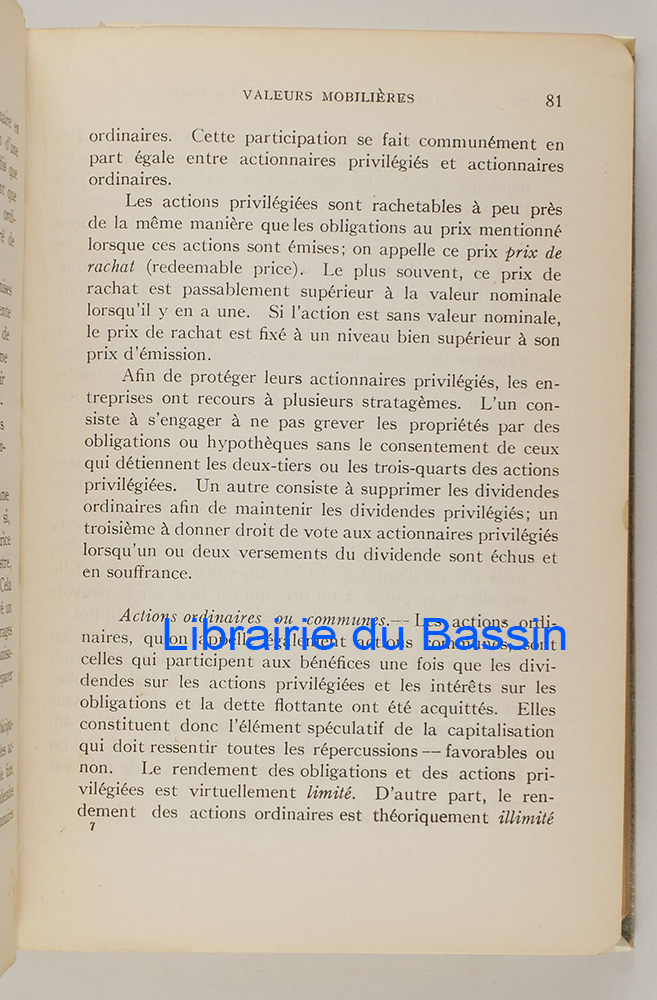 VALEURS MOBILIÈRES 81
ordinaires. Cette participation se fait communément en
part égale entre actionnaires privilégiés et actionnaires
ordinaires.
Les actions privilégiées sont rachetables à peu près
de la même manière que les obligations au prix mentionné
lorsque ces actions sont émises; on appelle ce prix prix de
rachat (redeemable price). Le plus souvent, ce prix de
rachat est passablement supérieur à la valeur nominale
lorsqu'il y en a une. Si l'action est sans valeur nominale,
le prix de rachat est fixé à un niveau bien supérieur à son
prix d'émission.
Afin de protéger leurs actionnaires privilégiés, les en-
treprises ont recours à plusieurs stratagèmes. L'un con-
siste à s'engager à ne pas grever les propriétés par des
obligations ou hypothèques sans le consentement de ceux
qui détiennent les deux-tiers ou les trois-quarts des actions
privilégiées. Un autre consiste à supprimer les dividendes
ordinaires afin de maintenir les dividendes privilégiés; un
troisième à donner droit de vote aux actionnaires privilégiés
lorsqu'un ou deux versements du dividende sont échus et
en souffrance.
Actions ordinaires ou communes.— Les actions ordi-
naires, qu'on appelle également actions communes, sont
Librairie du Bassin
celles qui participent aux bénéfices une fois que les divi-
dendes sur les actions privilégiées et les intérêts sur les
obligations et la dette flottante ont été acquittés. Elles
constituent donc l'élément spéculatif de la capitalisation
qui doit ressentir toutes les répercussions — favorables ou
non. Le rendement des obligations et des actions pri-
vilégiées est virtuellement limité. D'autre part, le ren-
dement des actions ordinaires est théoriquement illimité
7